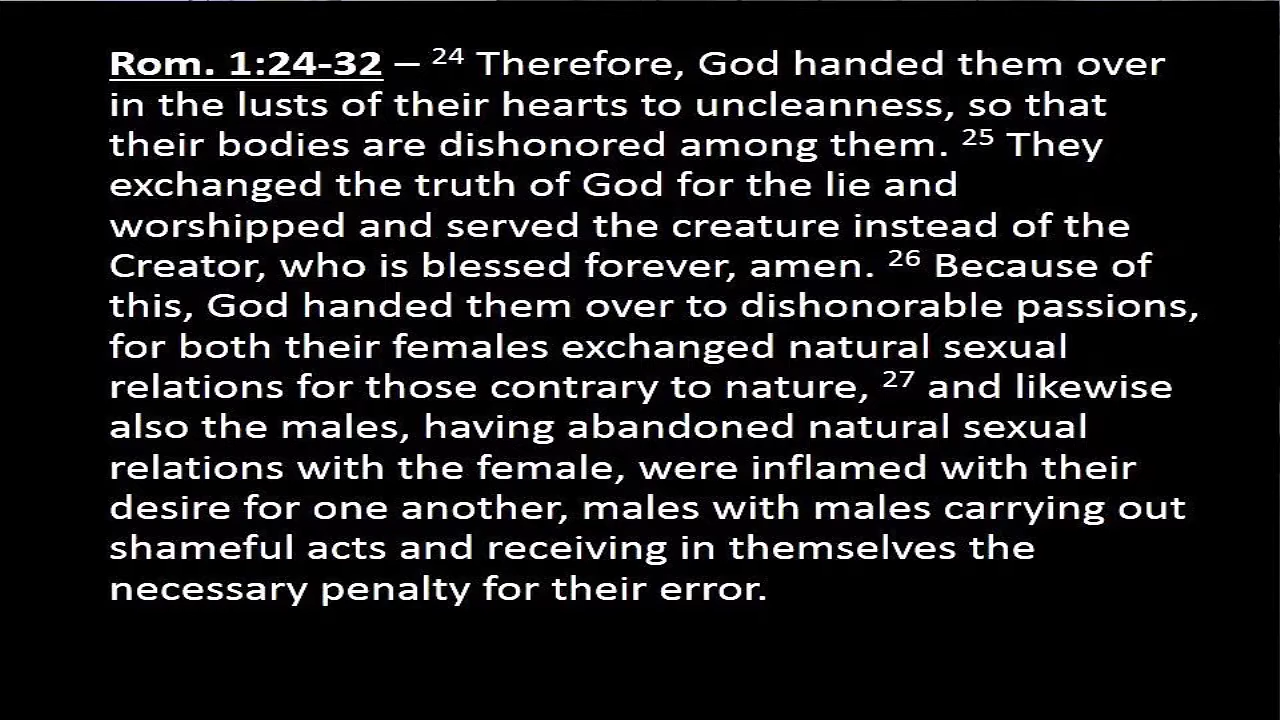 Rom. 1:24-32 – 24 Therefore, God handed them over
in the lusts of their hearts to uncleanness, so that
their bodies are dishonored among them. 25 They
exchanged the truth of God for the lie and
worshipped and served the creature instead of the
Creator, who is blessed forever, amen. 26 Because of
this, God handed them over to dishonorable passions,
for both their females exchanged natural sexual
relations for those contrary to nature, 27 and likewise
also the males, having abandoned natural sexual
relations with the female, were inflamed with their
desire for one another, males with males carrying out
shameful acts and receiving in themselves the
necessary penalty for their error.